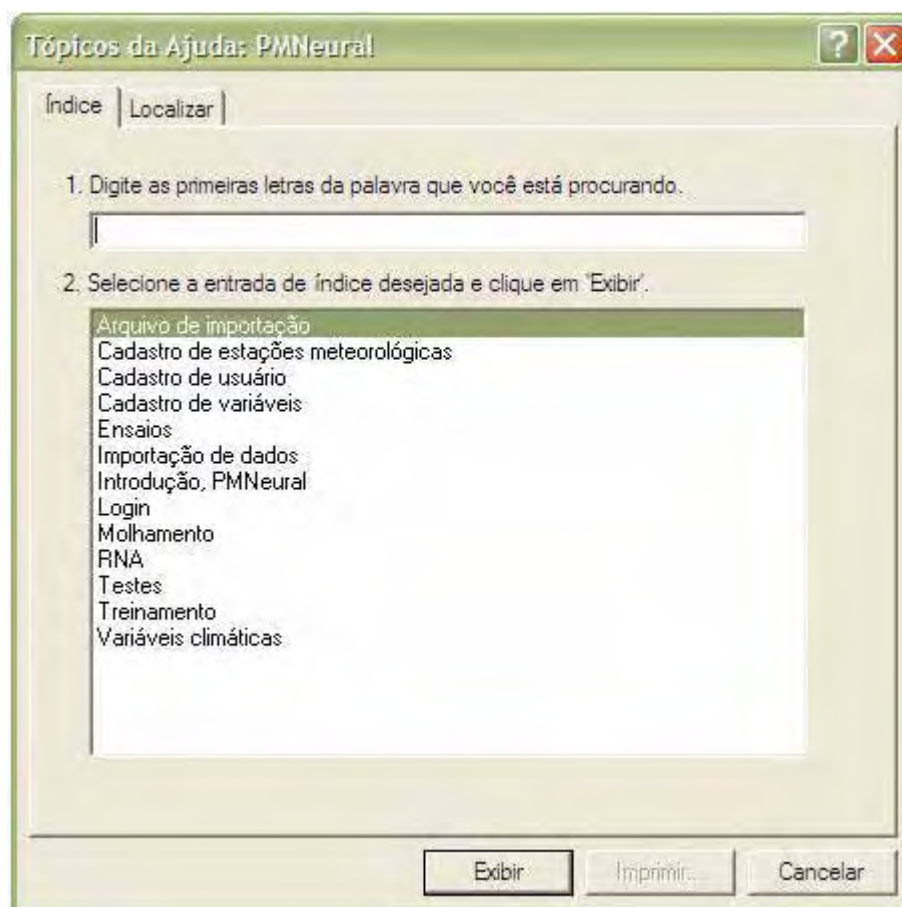 Tópicos da Ajuda: PMNeural
Índice
Localizar
1. Digite as primeiras letras da palavra que você está procurando.
2. Selecione a entrada de índice desejada e clique em 'Exibir'.
Arquivo de importação
Cadastro de estações meteorológicas
Cadastro de usuário
Cadastro de variáveis
Ensaios
Importação de dados
Introdução, PMNeural
Login
Molhamento
RNA
Testes
Treinamento
Variáveis climáticas
Exibir
Imprimir...
Cancelar